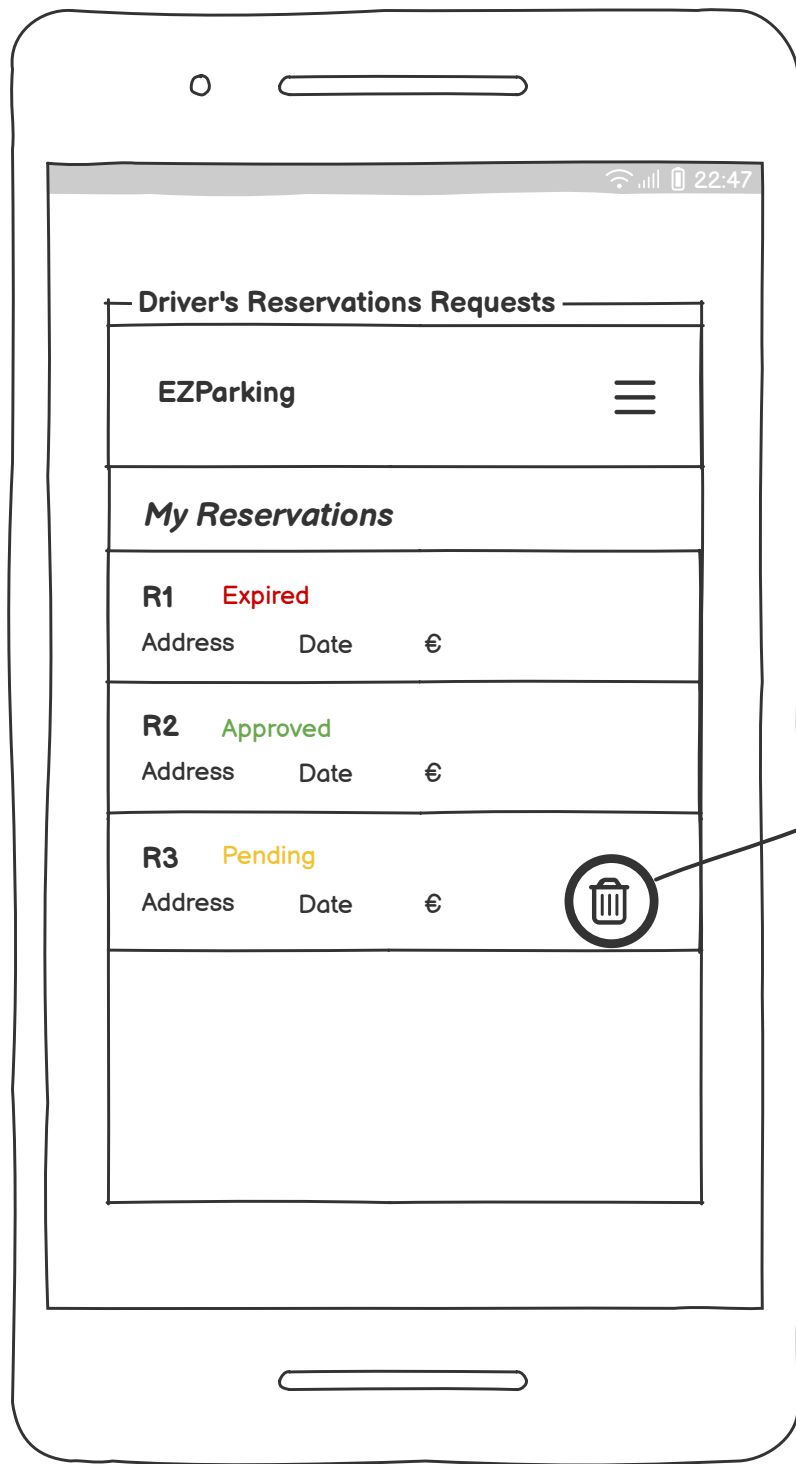 22:47
Driver's Reservations Requests
EZParking
My Reservations
R1 Expired
Address Date €
R2 Approved
Address Date €
R3 Pending
Address Date €